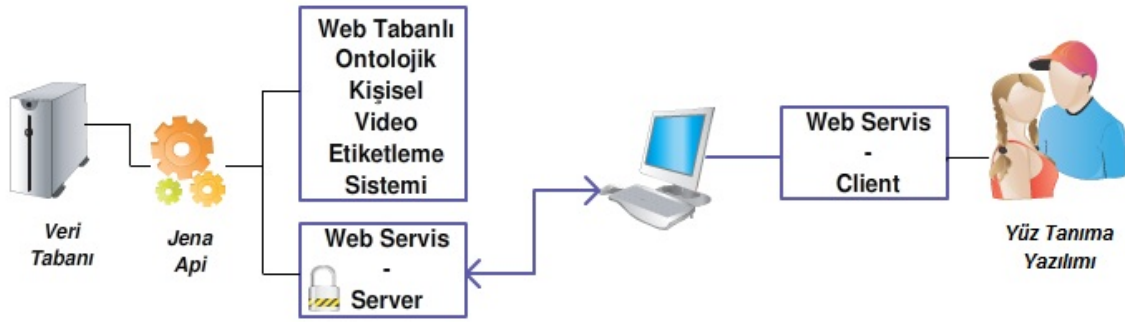 Veri
Tabanı
Jena
Api
Web Tabanlı
Ontolojik
Kişisel
Video
Etiketleme
Sistemi
Web Servis
-
Server
Web Servis
-
Client
Yüz Tanıma
Yazılımı